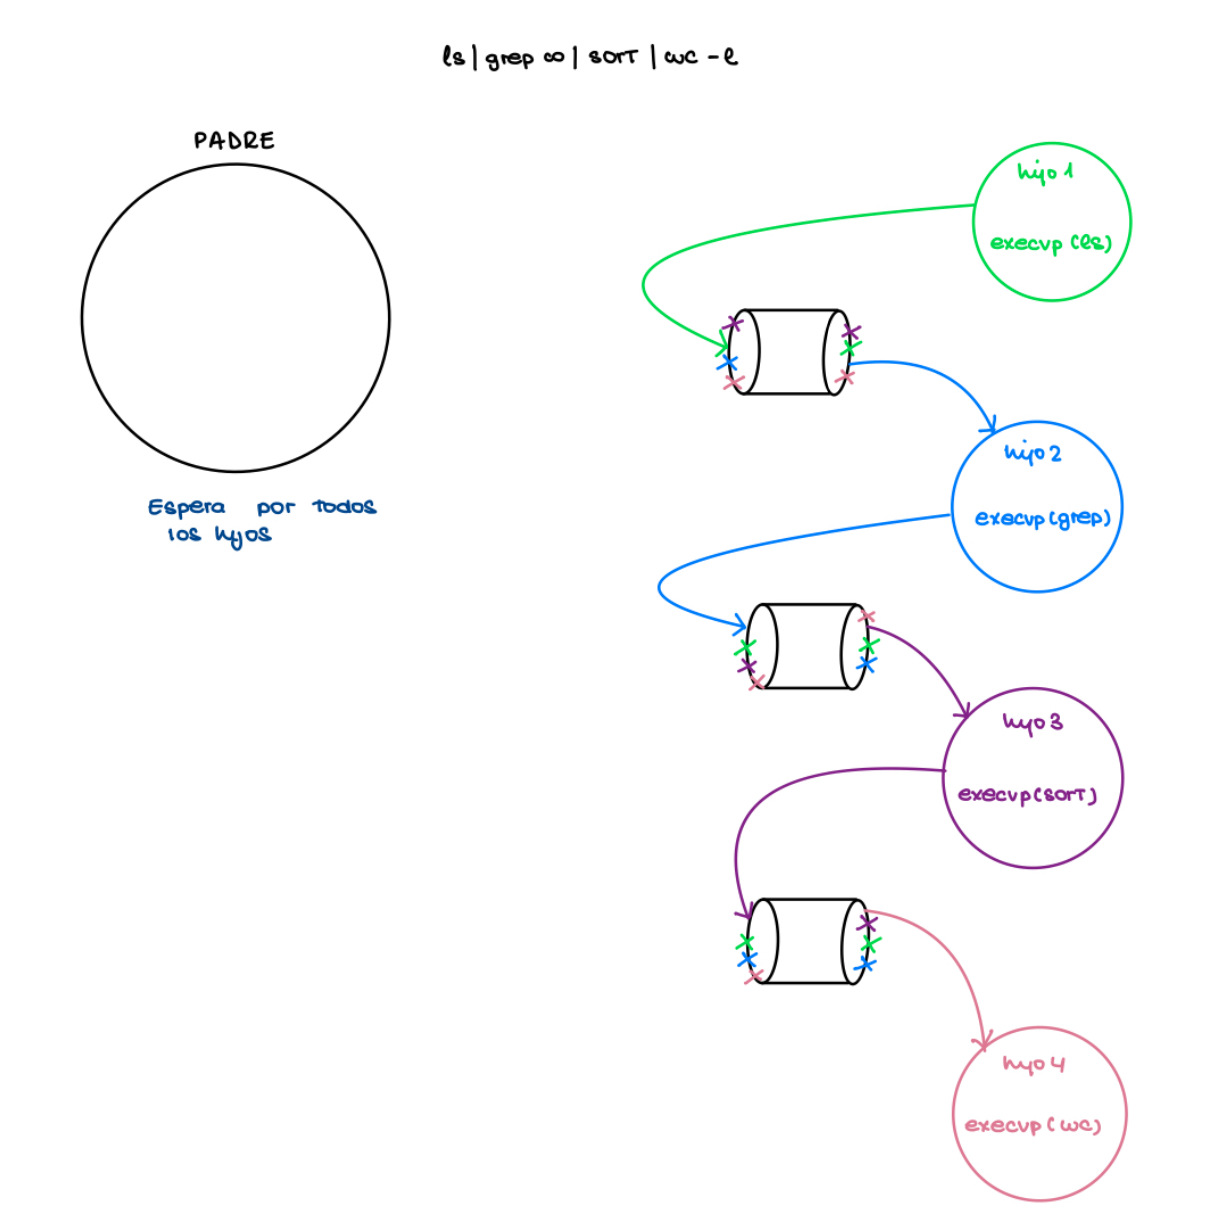 ls | grep ∞ | sort | wc -l
PADRE
Espera por todos
los hijos
hijo 1
execvp (ls)
hijo 2
execvp (grep)
hijo 3
execvp (sort)
hijo 4
execvp (wc)